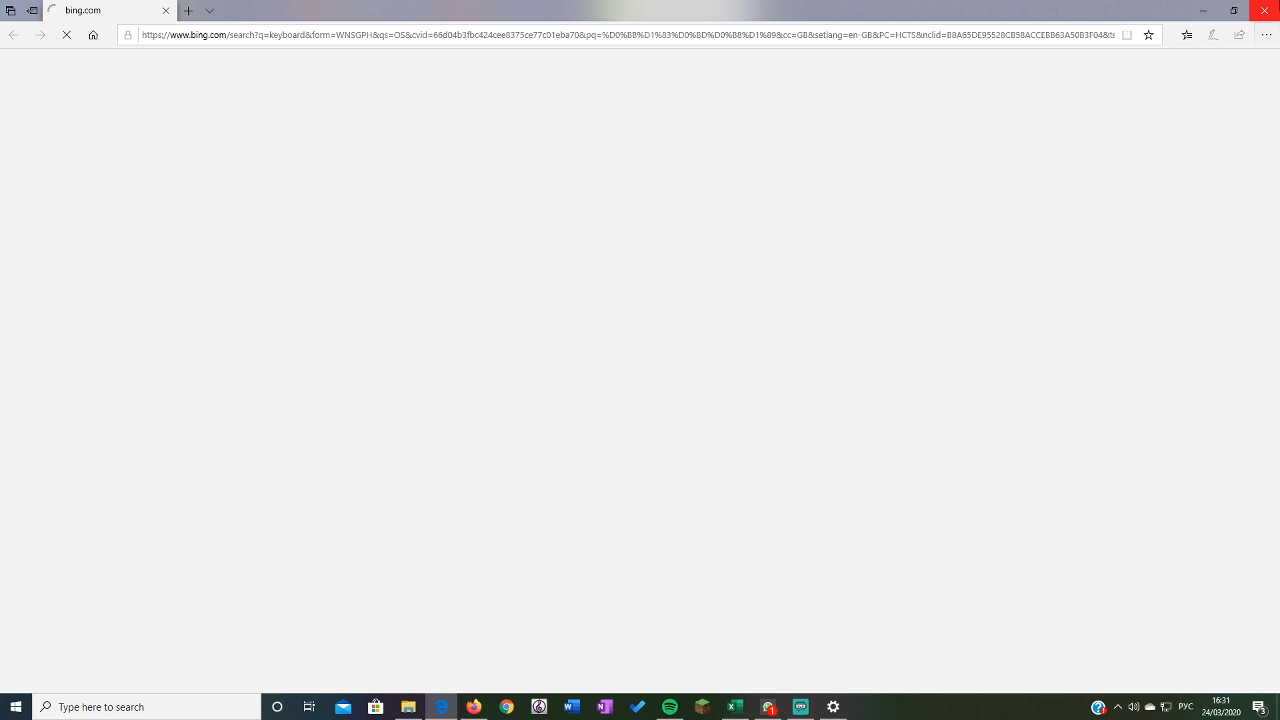 bing.com
https://www.bing.com/search?q=keyboard&form=WNSGPH&qs=OS&cvid=66d04b3fbc424cee8375ce77c01eba70&pq=%D0%BB%D1%83%D0%BD%D0%B8%D1%89&cc=GB&setlang=en-GB&PC=HCTS&nclid=B8A65DE95528CB58ACCEBB63A50B3F04&ts
Type here to search
1
РУС
16:31
24/03/2020
3